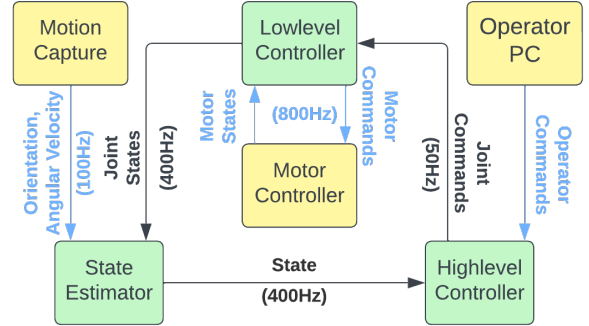 Motion
Capture
Lowlevel
Controller
Operator
PC
Orientation,
Angular Velocity
(100Hz)
Joint
States
(400Hz)
Motor
States
(800Hz)
Motor
Commands
Motor
Controller
Joint
Commands
(50Hz)
Operator
Commands
State
Estimator
State
(400Hz)
Highlevel
Controller